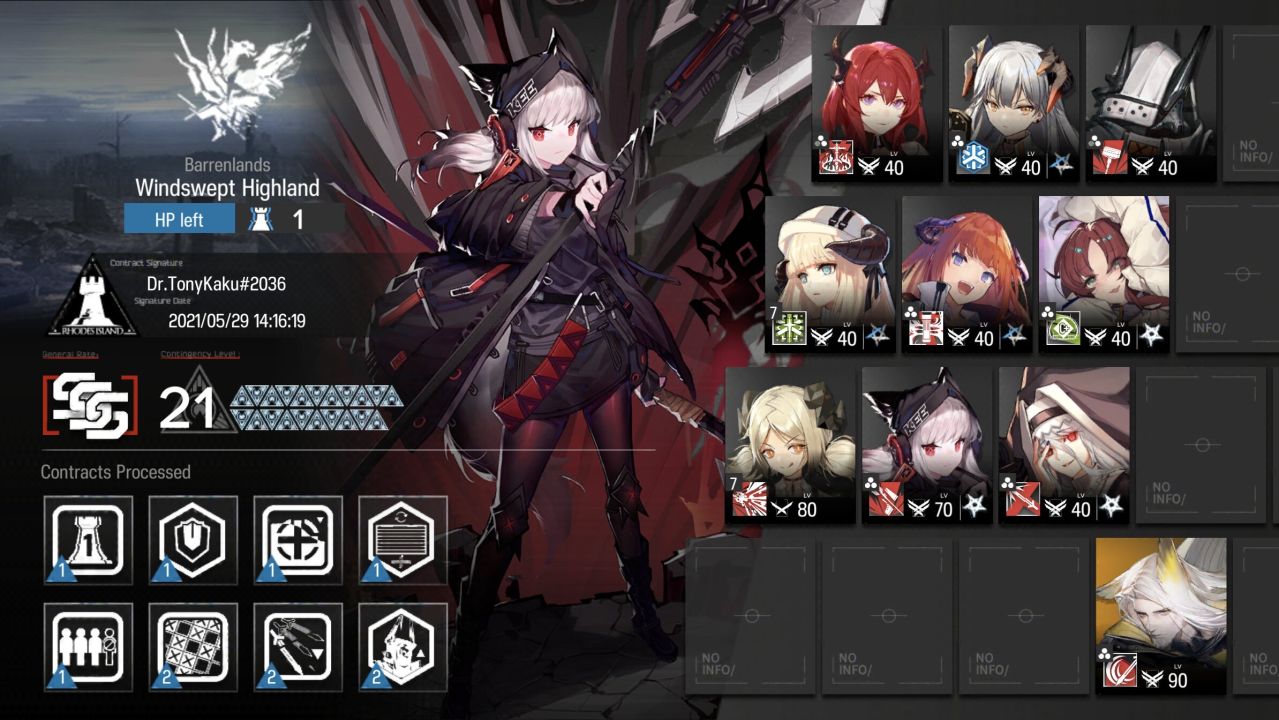 Barrenlands
Windswept Highland
HP left
1
Contract Signature
Dr.TonyKaku#2036
Signature Date
RHODES ISLAND
2021/05/29 14:16:19
General Rate:
Contingency Level:
21
Contracts Processed
1
1
1
1
1
1
2
2
2
KEE
LV
40
LV
40
LV
40
NO
INFO/
7
LV
40
LV
40
LV
40
NO
INFO/
7
LV
80
KEE
LV
70
LV
40
NO
INFO/
NO
INFO/
NO
INFO/
NO
INFO/
LV
90
NO
INFO/